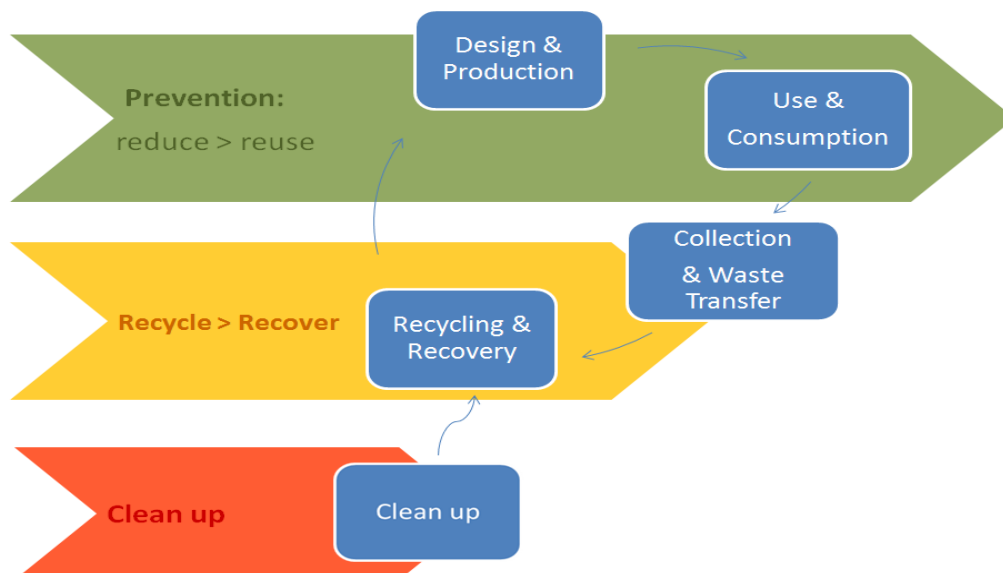 Design &
Production
Prevention:
reduce > reuse
Use &
Consumption
Collection
& Waste
Transfer
Recycle > Recover
Recycling &
Recovery
Clean up
Clean up